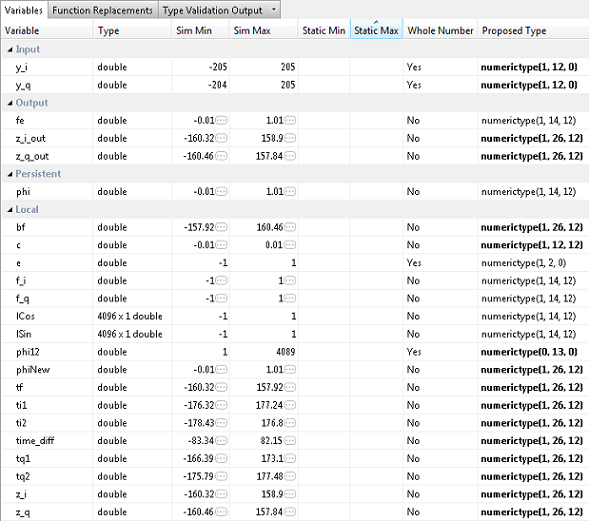 Variables Function Replacements Type Validation Output
Variable Type Sim Min Sim Max Static Min Static Max Whole Number Proposed Type
Input
y_i double -205 205 Yes numerictype(1, 12, 0)
y_q double -204 205 Yes numerictype(1, 12, 0)
Output
fe double -0.01 1.01 No numerictype(1, 14, 12)
z_i_out double -160.32 158.9 No numerictype(1, 26, 12)
z_q_out double -160.46 157.84 No numerictype(1, 26, 12)
Persistent
phi double -0.01 1.01 No numerictype(1, 14, 12)
Local
bf double -157.92 160.46 No numerictype(1, 26, 12)
c double -0.01 0.01 No numerictype(1, 12, 12)
e double -1 1 Yes numerictype(1, 2, 0)
f_i double -1 1 No numerictype(1, 14, 12)
f_q double -1 1 No numerictype(1, 14, 12)
lCos 4096 x 1 double -1 1 No numerictype(1, 14, 12)
lSin 4096 x 1 double -1 1 No numerictype(1, 14, 12)
phi12 double 1 4089 Yes numerictype(0, 13, 0)
phiNew double -0.01 1.01 No numerictype(1, 26, 12)
tf double -160.32 157.92 No numerictype(1, 26, 12)
ti1 double -176.32 177.24 No numerictype(1, 26, 12)
ti2 double -178.43 176.8 No numerictype(1, 26, 12)
time_diff double -83.34 82.15 No numerictype(1, 26, 12)
tq1 double -166.39 173.1 No numerictype(1, 26, 12)
tq2 double -175.79 177.48 No numerictype(1, 26, 12)
z_i double -160.32 158.9 No numerictype(1, 26, 12)
z_q double -160.46 157.84 No numerictype(1, 26, 12)